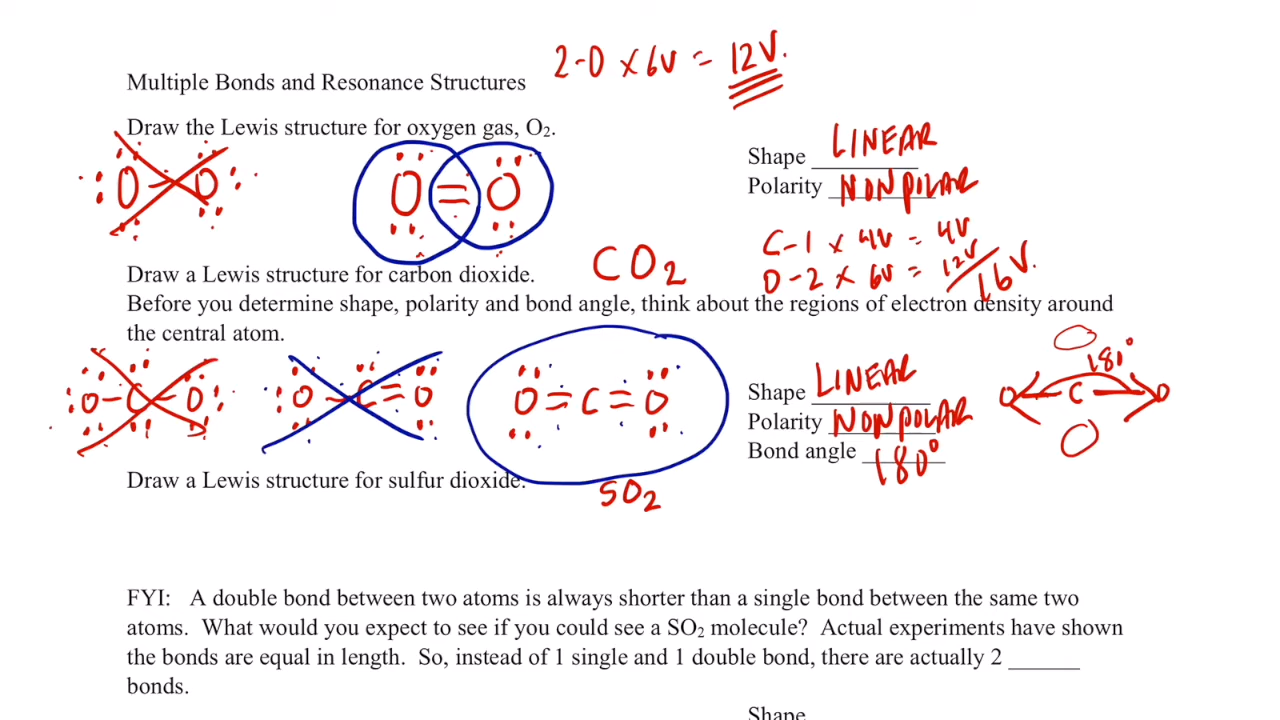 2-O x 6V = 12V.
Multiple Bonds and Resonance Structures
Draw the Lewis structure for oxygen gas, O₂.
O - O
O = O
Shape LINEAR
Polarity NONPOLAR
C-1 x 4V = 4V
O-2 x 6V = 12V
16V.
Draw a Lewis structure for carbon dioxide.
CO₂
Before you determine shape, polarity and bond angle, think about the regions of electron density around
the central atom.
O - C - O
O - C = O
O = C = O
Shape LINEAR
Polarity NONPOLAR
Bond angle 180°
O C O
180°
Draw a Lewis structure for sulfur dioxide.
SO₂
FYI: A double bond between two atoms is always shorter than a single bond between the same two
atoms. What would you expect to see if you could see a SO₂ molecule? Actual experiments have shown
the bonds are equal in length. So, instead of 1 single and 1 double bond, there are actually 2 ______
bonds.
Shape